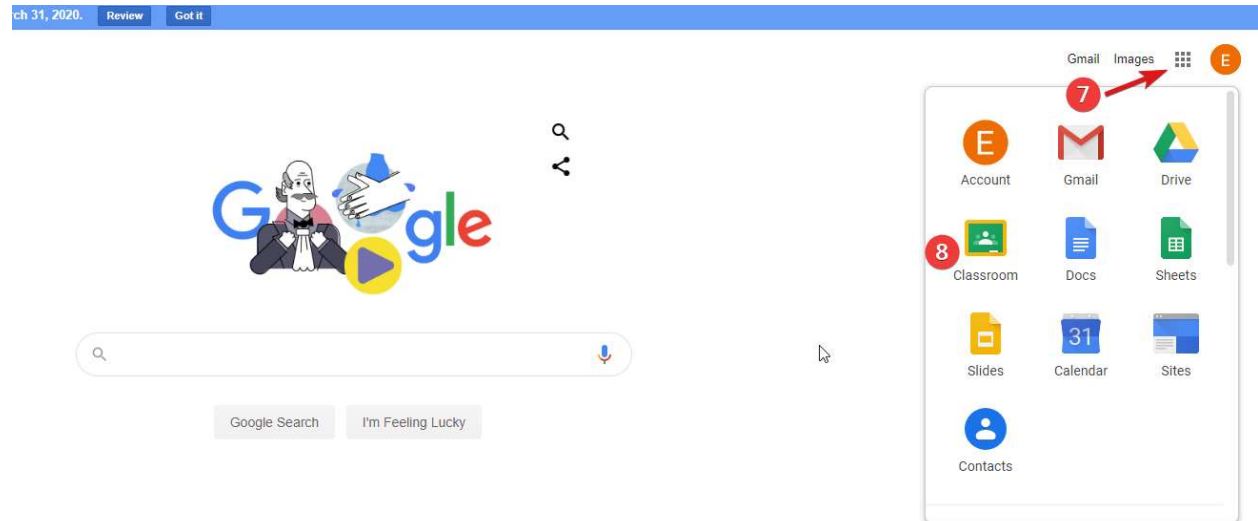 rch 31, 2020. Review Got it
Gmail Images E
7
E
Account Gmail Drive
8
Classroom Docs Sheets
31
Slides Calendar Sites
Contacts
Google
Google Search I'm Feeling Lucky